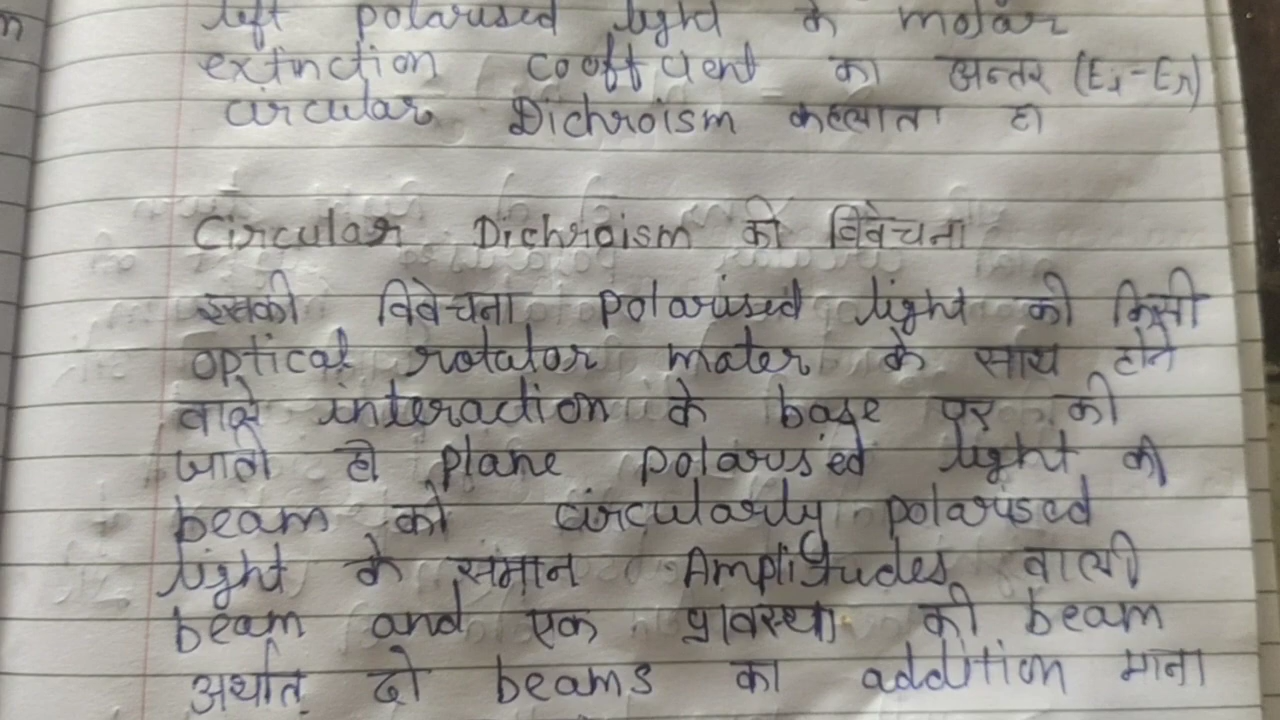 n
left polarised light के molar
extinction cooffcient का अन्तर (El-Er)
circular Dichroism कहलाता है।
Circular Dichroism की विवेचना
इसकी विवेचना polarised light की किसी
optical rotator mater के साथ होने
वाले interaction के base पर की
जाती है। plane polarised light की
beam को circularly polarised
light के समान Amplitudes वाली
beam and एक प्रावस्था की beam
अर्थात दो beams का addition माना